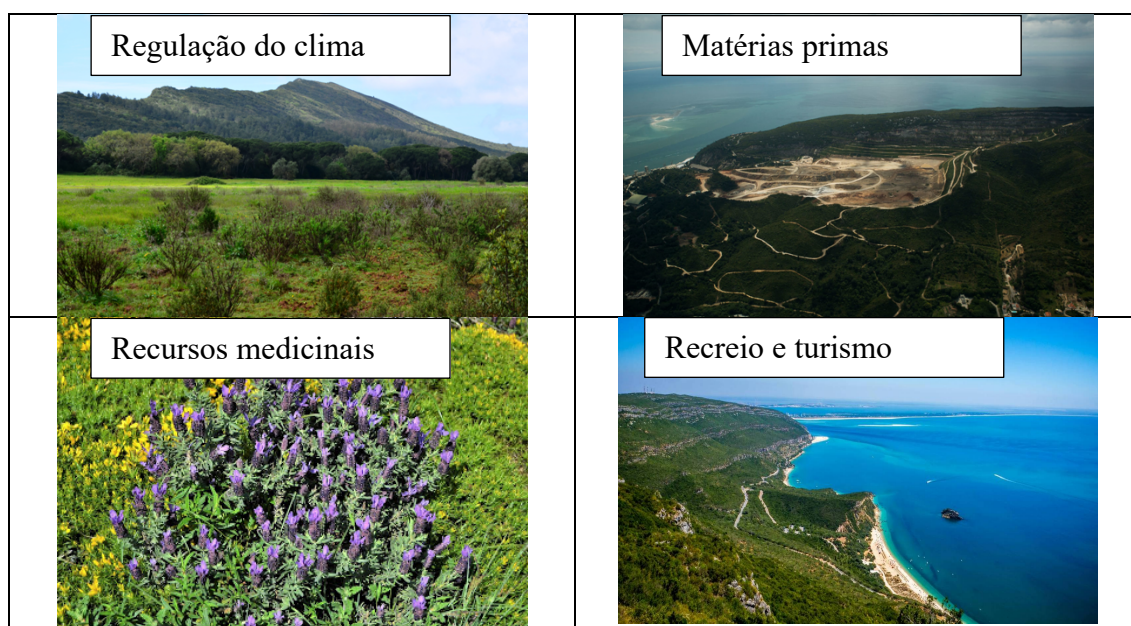 Regulação do clima
Matérias primas
Recursos medicinais
Recreio e turismo